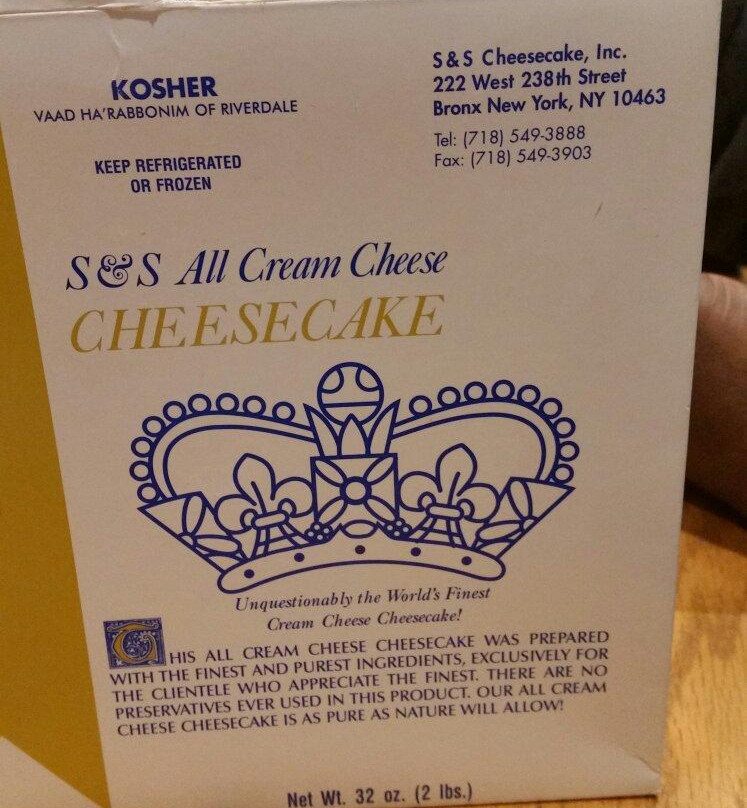 KOSHER
VAAD HA'RABBONIM OF RIVERDALE
KEEP REFRIGERATED
OR FROZEN
S&S Cheesecake, Inc.
222 West 238th Street
Bronx New York, NY 10463
Tel: (718) 549-3888
Fax: (718) 549-3903
S&S All Cream Cheese
CHEESECAKE
Unquestionably the World's Finest
Cream Cheese Cheesecake!
THIS ALL CREAM CHEESE CHEESECAKE WAS PREPARED
WITH THE FINEST AND PUREST INGREDIENTS, EXCLUSIVELY FOR
THE CLIENTELE WHO APPRECIATE THE FINEST. THERE ARE NO
PRESERVATIVES EVER USED IN THIS PRODUCT. OUR ALL CREAM
CHEESE CHEESECAKE IS AS PURE AS NATURE WILL ALLOW!
Net Wt. 32 oz. (2 lbs.)